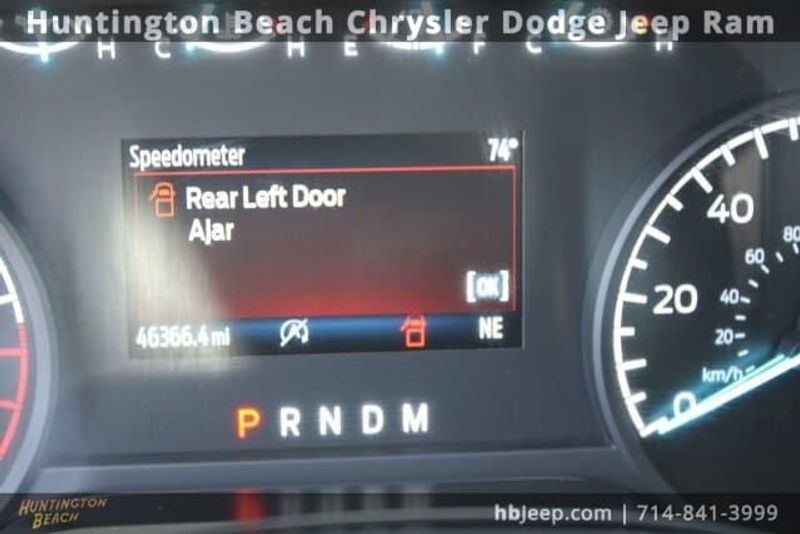 Huntington Beach Chrysler Dodge Jeep Ram
H C H E F C H
Speedometer 74°
Rear Left Door
Ajar
[OK]
46366.4 mi NE
40
60 80
20 40
20
km/h
0
P R N D M
HUNTINGTON
BEACH
hbjeep.com | 714-841-3999